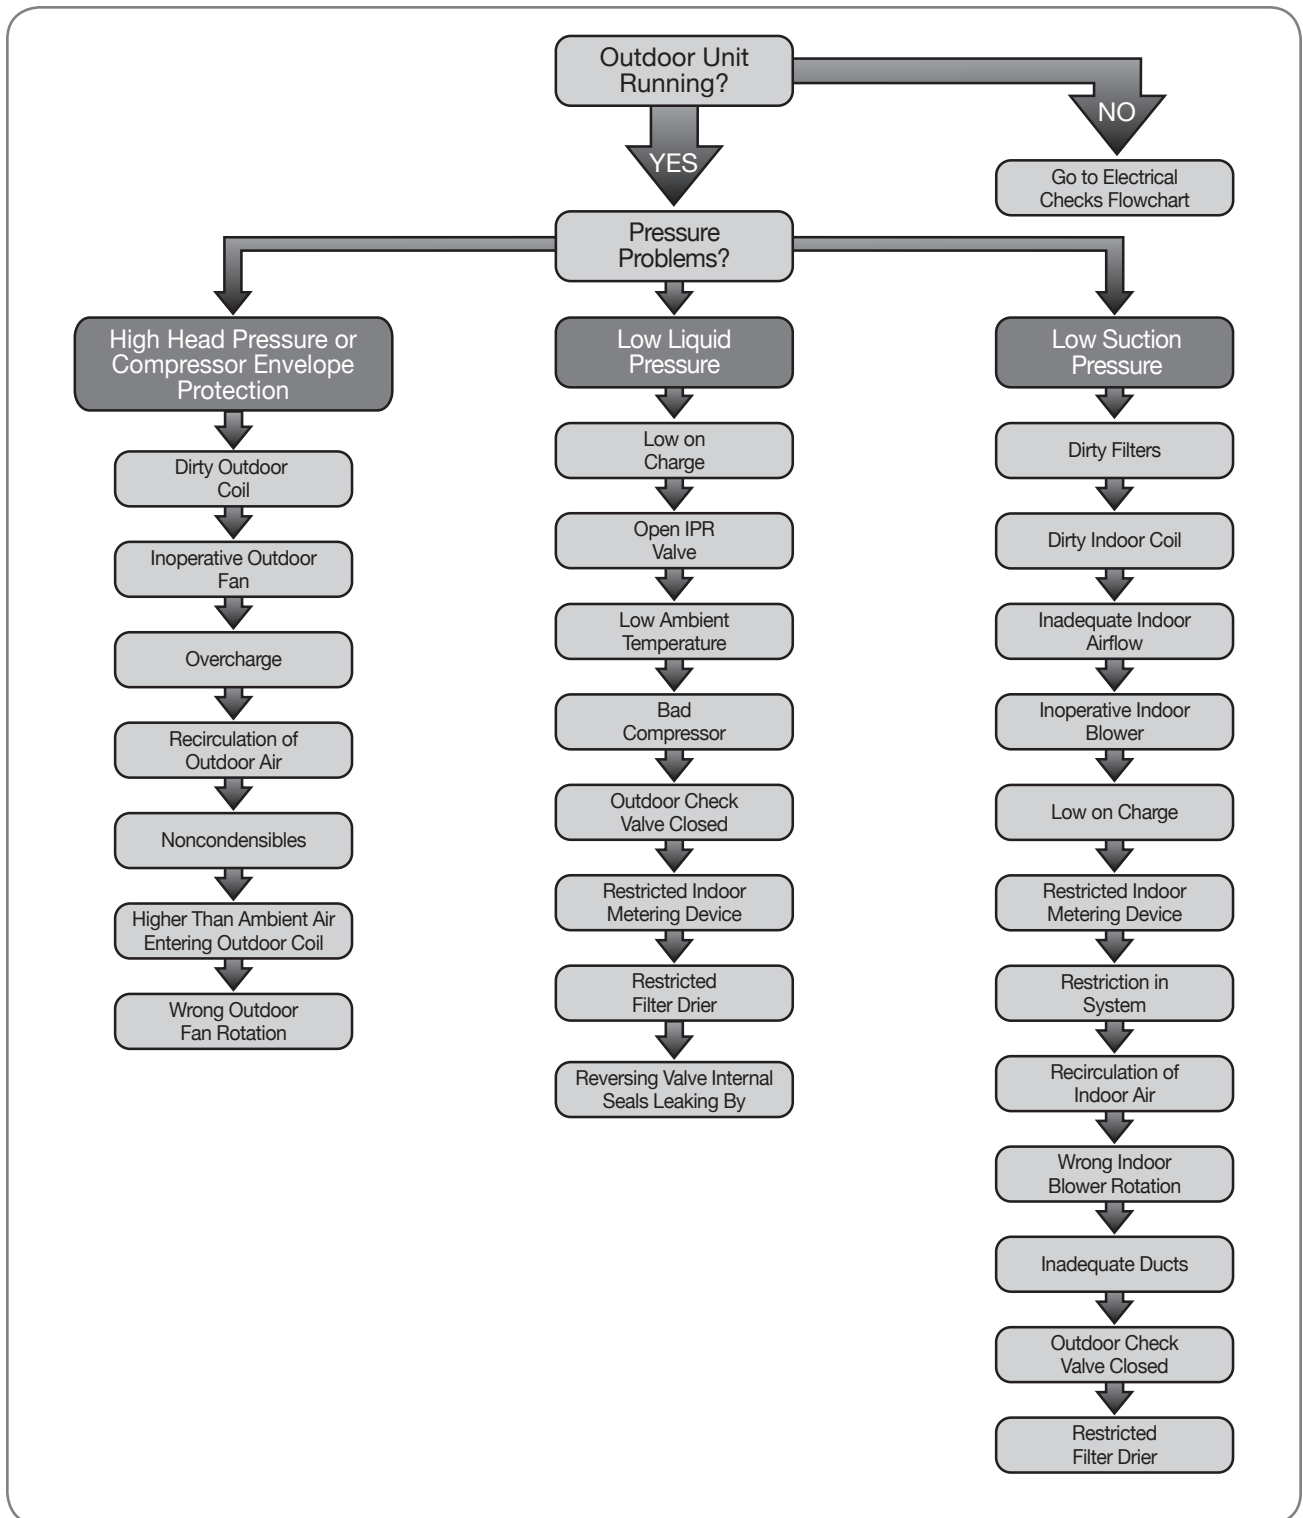 Outdoor Unit
Running?
NO
YES
Go to Electrical
Checks Flowchart
Pressure
Problems?
High Head Pressure or
Compressor Envelope
Protection
Dirty Outdoor
Coil
Inoperative Outdoor
Fan
Overcharge
Recirculation of
Outdoor Air
Noncondensibles
Higher Than Ambient Air
Entering Outdoor Coil
Wrong Outdoor
Fan Rotation
Low Liquid
Pressure
Low on
Charge
Open IPR
Valve
Low Ambient
Temperature
Bad
Compressor
Outdoor Check
Valve Closed
Restricted Indoor
Metering Device
Restricted
Filter Drier
Reversing Valve Internal
Seals Leaking By
Low Suction
Pressure
Dirty Filters
Dirty Indoor Coil
Inadequate Indoor
Airflow
Inoperative Indoor
Blower
Low on Charge
Restricted Indoor
Metering Device
Restriction in
System
Recirculation of
Indoor Air
Wrong Indoor
Blower Rotation
Inadequate Ducts
Outdoor Check
Valve Closed
Restricted
Filter Drier